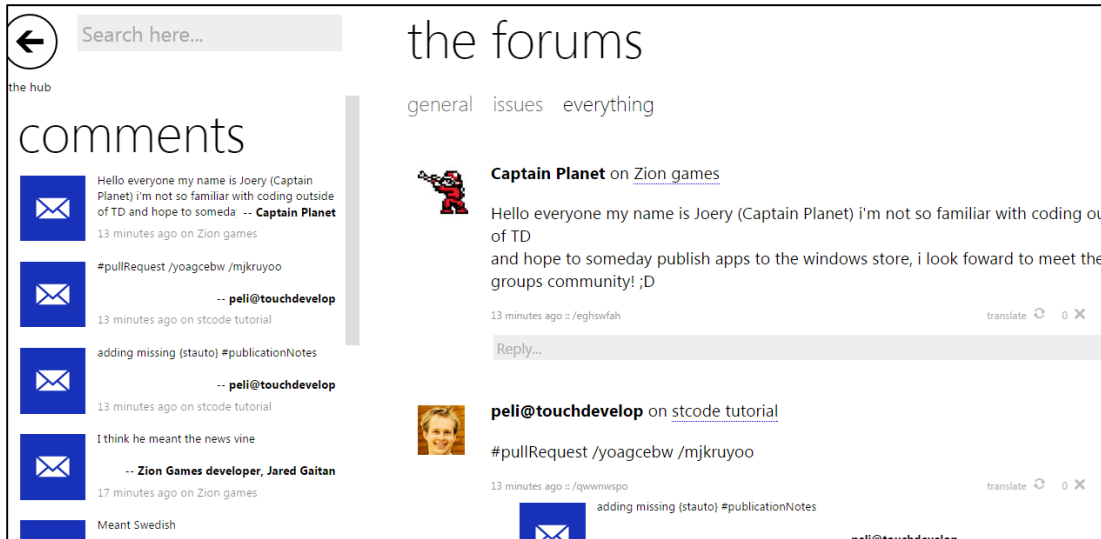 Search here...
the hub
comments
Hello everyone my name is Joery (Captain
Planet) i'm not so familiar with coding outside
of TD and hope to someda -- Captain Planet
13 minutes ago on Zion games
#pullRequest /yoagcebw /mjkruyoo
-- peli@touchdevelop
13 minutes ago on stcode tutorial
adding missing {stauto} #publicationNotes
-- peli@touchdevelop
13 minutes ago on stcode tutorial
I think he meant the news vine
-- Zion Games developer, Jared Gaitan
17 minutes ago on Zion games
Meant Swedish
the forums
general issues everything
Captain Planet on Zion games
Hello everyone my name is Joery (Captain Planet) i'm not so familiar with coding ou
of TD
and hope to someday publish apps to the windows store, i look foward to meet the
groups community! ;D
13 minutes ago :: /eghswfah translate 0
Reply...
peli@touchdevelop on stcode tutorial
#pullRequest /yoagcebw /mjkruyoo
13 minutes ago :: /qwwnwspo translate 0
adding missing {stauto} #publicationNotes
peli@touchdevelop